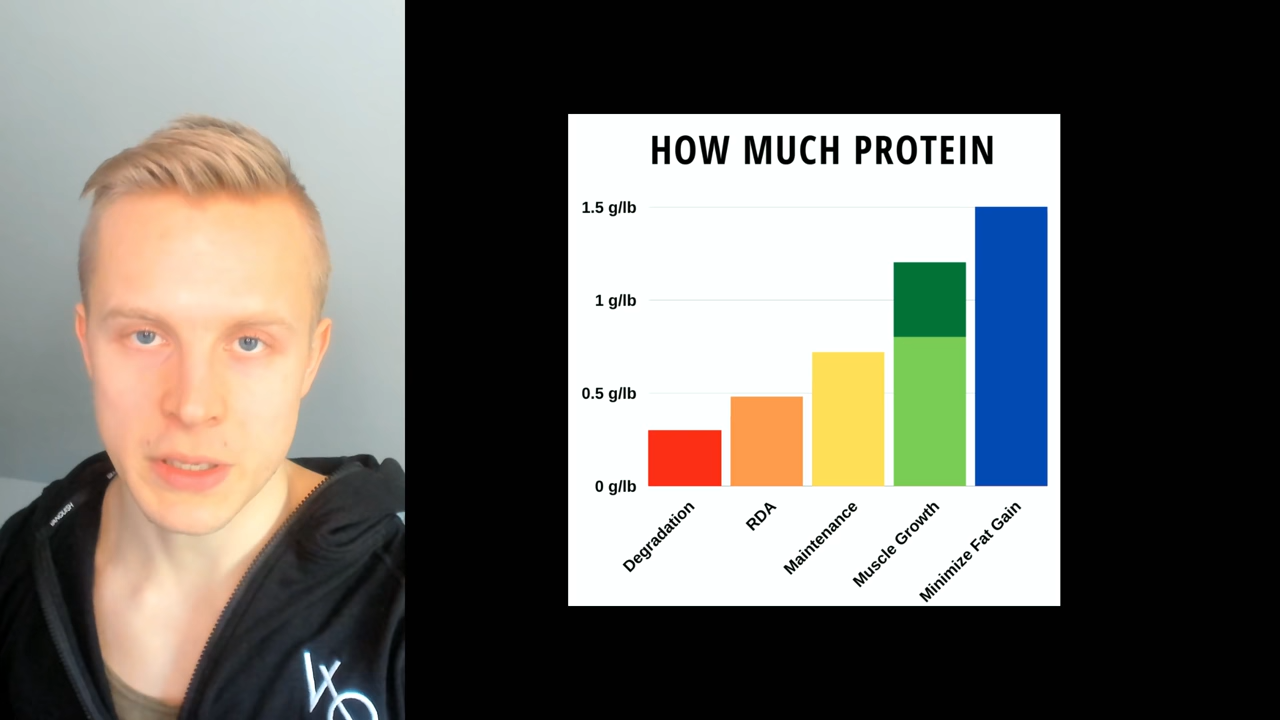 HOW MUCH PROTEIN
1.5 g/lb
1 g/lb
0.5 g/lb
0 g/lb
Degradation
RDA
Maintenance
Muscle Growth
Minimize Fat Gain